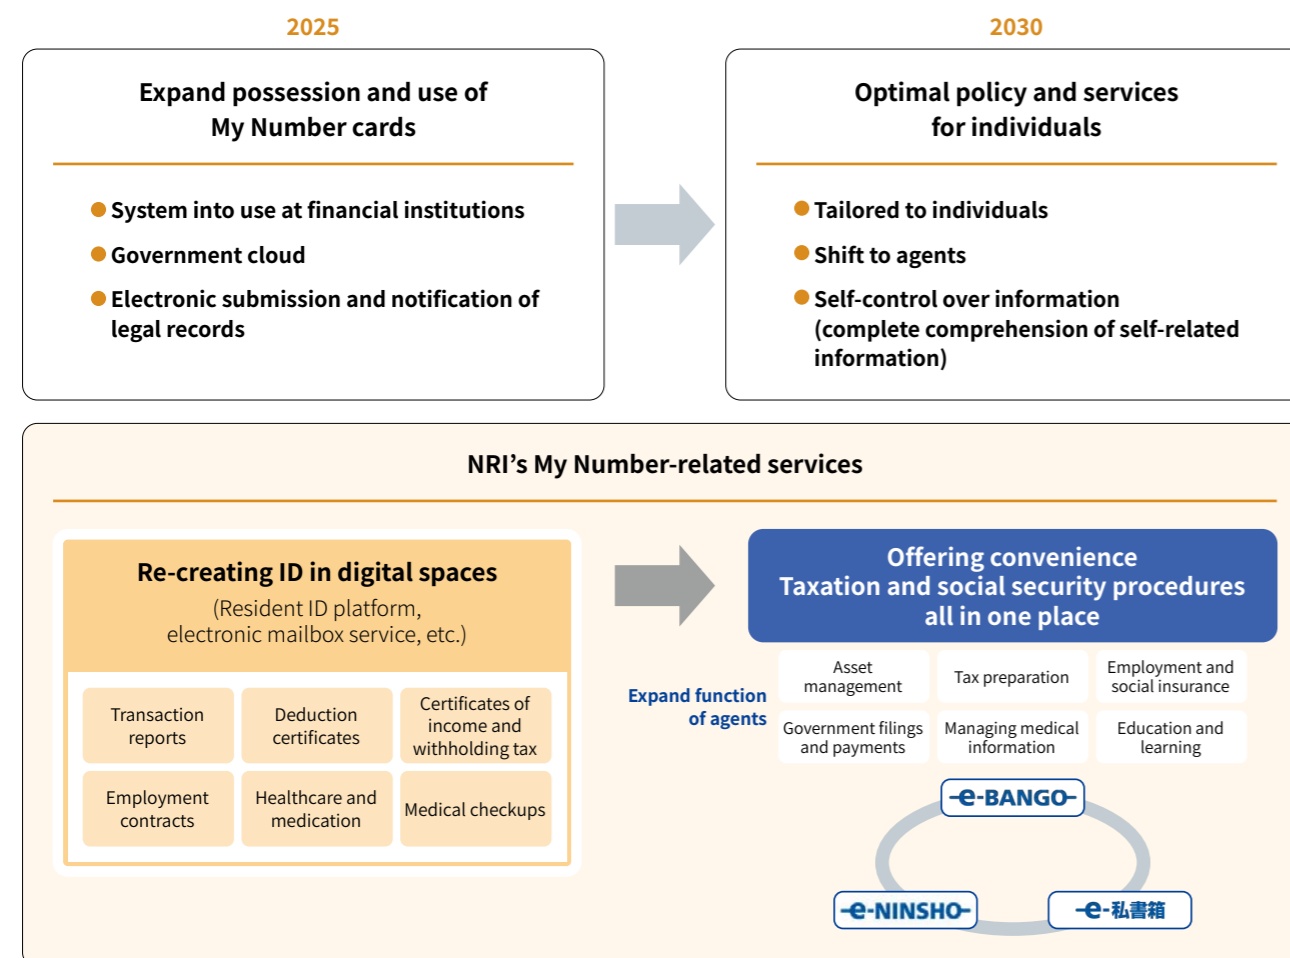 2025
Expand possession and use of
My Number cards
System into use at financial institutions
Government cloud
Electronic submission and notification of
legal records
2030
Optimal policy and services
for individuals
Tailored to individuals
Shift to agents
Self-control over information
(complete comprehension of self-related
information)
NRI's My Number-related services
Re-creating ID in digital spaces
(Resident ID platform,
electronic mailbox service, etc.)
Transaction
reports
Deduction
certificates
Certificates of
income and
withholding tax
Employment
contracts
Healthcare and
medication
Medical checkups
Offering convenience
Taxation and social security procedures
all in one place
Expand function
of agents
Asset
management
Tax preparation
Employment and
social insurance
Government filings
and payments
Managing medical
information
Education and
learning
e-BANGO
e-NINSHO
e-私書箱